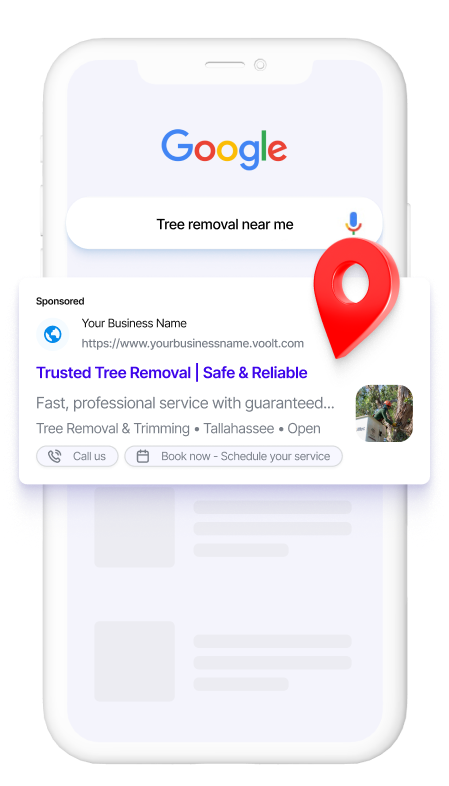 Google
Tree removal near me
Sponsored
Your Business Name
https://www.yourbusinessname.voolt.com
Trusted Tree Removal | Safe & Reliable
Fast, professional service with guaranteed...
Tree Removal & Trimming • Tallahassee • Open
Call us
Book now - Schedule your service